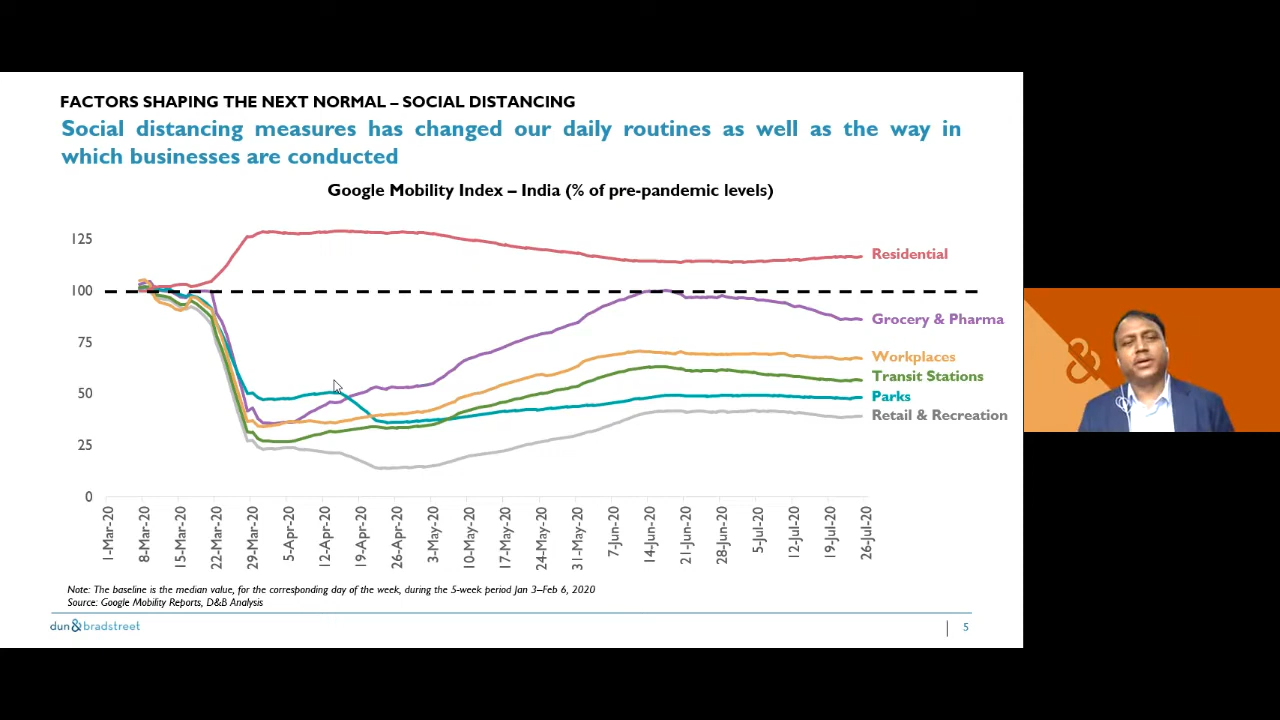 FACTORS SHAPING THE NEXT NORMAL – SOCIAL DISTANCING
Social distancing measures has changed our daily routines as well as the way in
which businesses are conducted
Google Mobility Index – India (% of pre-pandemic levels)
125
100
75
50
25
0
Residential
Grocery & Pharma
Workplaces
Transit Stations
Parks
Retail & Recreation
1-Mar-20
8-Mar-20
15-Mar-20
22-Mar-20
29-Mar-20
5-Apr-20
12-Apr-20
19-Apr-20
26-Apr-20
3-May-20
10-May-20
17-May-20
24-May-20
31-May-20
7-Jun-20
14-Jun-20
21-Jun-20
28-Jun-20
5-Jul-20
12-Jul-20
19-Jul-20
26-Jul-20
Note: The baseline is the median value, for the corresponding day of the week, during the 5-week period Jan 3–Feb 6, 2020
Source: Google Mobility Reports, D&B Analysis
dun&bradstreet
5
&